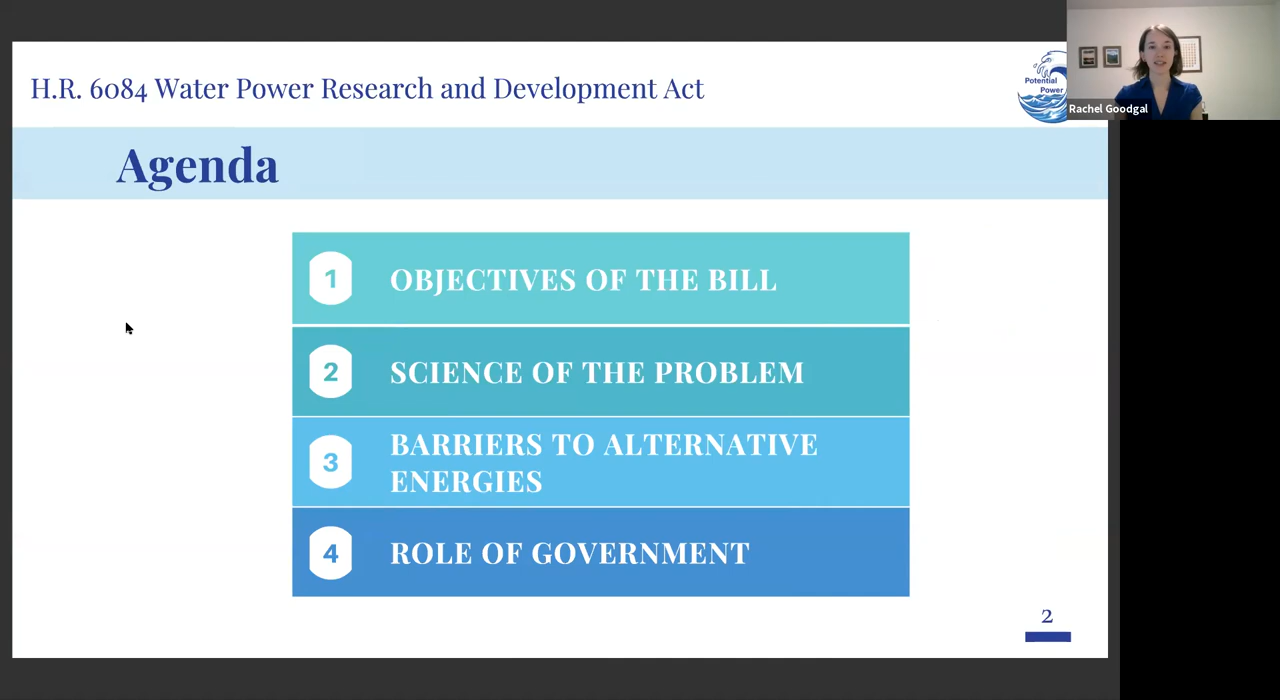 H.R. 6084 Water Power Research and Development Act
Potential
Power
Rachel Goodgal
Agenda
1 OBJECTIVES OF THE BILL
2 SCIENCE OF THE PROBLEM
3 BARRIERS TO ALTERNATIVE
ENERGIES
4 ROLE OF GOVERNMENT
2